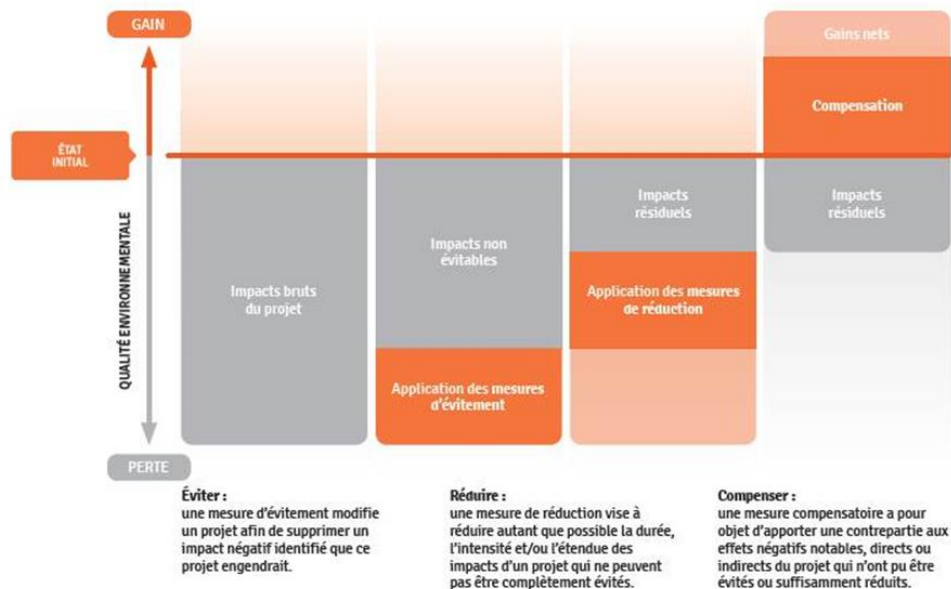 GAIN
Gains nets
Compensation
ÉTAT
INITIAL
Impacts
résiduels
Impacts
résiduels
Impacts non
évitables
Impacts bruts
du projet
Application des mesures
de réduction
Application des mesures
d'évitement
QUALITÉ ENVIRONNEMENTALE
PERTE
Éviter :
une mesure d'évitement modifie
un projet afin de supprimer un
impact négatif identifié que ce
projet engendrait.
Réduire :
une mesure de réduction vise à
réduire autant que possible la durée,
l'intensité et/ou l'étendue des
impacts d'un projet qui ne peuvent
pas être complètement évités.
Compenser :
une mesure compensatoire a pour
objet d'apporter une contrepartie aux
effets négatifs notables, directs ou
indirects du projet qui n'ont pu être
évités ou suffisamment réduits.